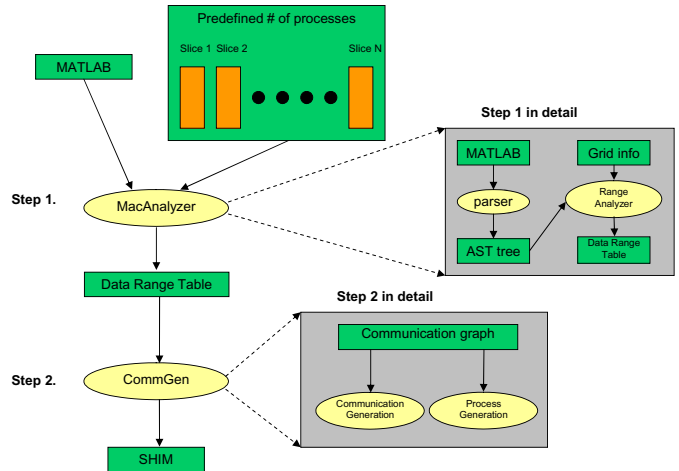 Predefined # of processes
Slice 1 Slice 2 Slice N
MATLAB
Step 1 in detail
MATLAB Grid info
parser
Range
Analyzer
AST tree
Data Range
Table
Step 1.
MacAnalyzer
Data Range Table
Step 2 in detail
Communication graph
Communication
Generation
Process
Generation
Step 2.
CommGen
SHIM